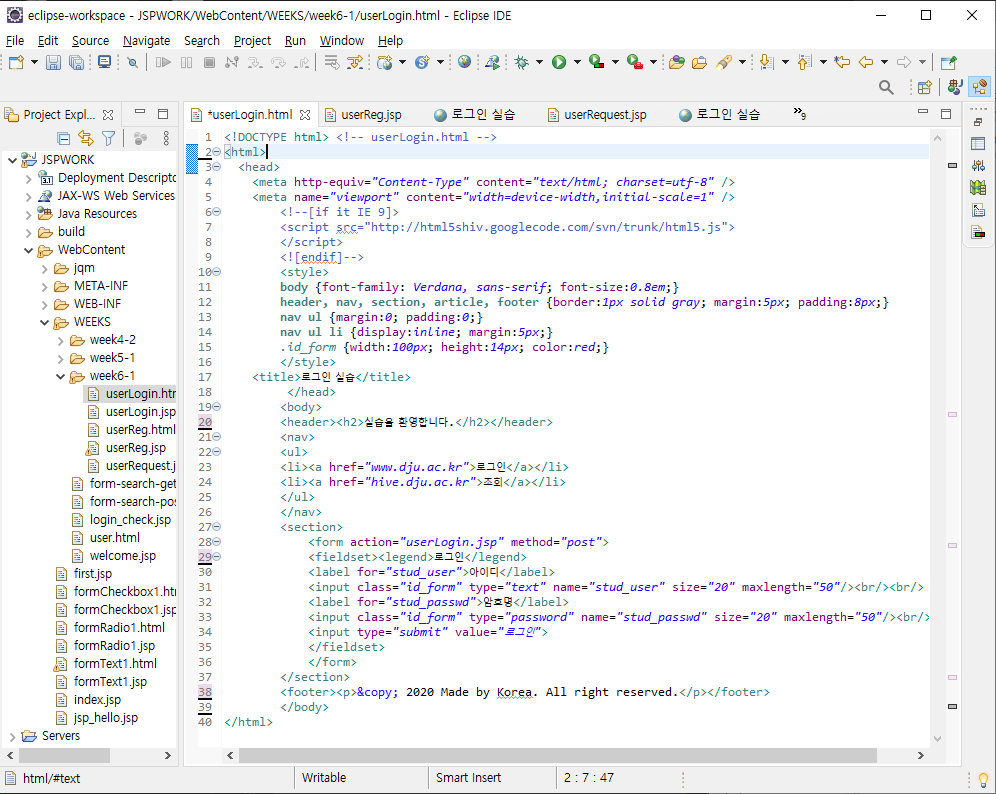 eclipse-workspace - JSPWORK/WebContent/WEEKS/week6-1/userLogin.html - Eclipse IDE
File Edit Source Navigate Search Project Run Window Help
Project Expl...
*userLogin.html
userReg.jsp
로그인 실습
userRequest.jsp
로그인 실습
»9
JSPWORK
Deployment Descripto
JAX-WS Web Services
Java Resources
build
WebContent
jqm
META-INF
WEB-INF
WEEKS
week4-2
week5-1
week6-1
userLogin.htr
userLogin.jsp
userReg.html
userReg.jsp
userRequest.j
form-search-get
form-search-pos
login_check.jsp
user.html
welcome.jsp
first.jsp
formCheckbox1.htr
formCheckbox1.jsp
formRadio1.html
formRadio1.jsp
formText1.html
formText1.jsp
index.jsp
jsp_hello.jsp
Servers
1 <!DOCTYPE html> <!-- userLogin.html -->
2 <html>
3 <head>
4 <meta http-equiv="Content-Type" content="text/html; charset=utf-8" />
5 <meta name="viewport" content="width=device-width,initial-scale=1" />
6 <!--[if it IE 9]>
7 <script src="http://html5shiv.googlecode.com/svn/trunk/html5.js">
8 </script>
9 <![endif]-->
10 <style>
11 body {font-family: Verdana, sans-serif; font-size:0.8em;}
12 header, nav, section, article, footer {border:1px solid gray; margin:5px; padding:8px;}
13 nav ul {margin:0; padding:0;}
14 nav ul li {display:inline; margin:5px;}
15 .id_form {width:100px; height:14px; color:red;}
16 </style>
17 <title>로그인 실습</title>
18 </head>
19 <body>
20 <header><h2>실습을 환영합니다.</h2></header>
21 <nav>
22 <ul>
23 <li><a href="www.dju.ac.kr">로그인</a></li>
24 <li><a href="hive.dju.ac.kr">조회</a></li>
25 </ul>
26 </nav>
27 <section>
28 <form action="userLogin.jsp" method="post">
29 <fieldset><legend>로그인</legend>
30 <label for="stud_user">아이디</label>
31 <input class="id_form" type="text" name="stud_user" size="20" maxlength="50"/><br/><br/>
32 <label for="stud_passwd">암호명</label>
33 <input class="id_form" type="password" name="stud_passwd" size="20" maxlength="50"/><br/>
34 <input type="submit" value="로그인">
35 </fieldset>
36 </form>
37 </section>
38 <footer><p>&copy; 2020 Made by Korea. All right reserved.</p></footer>
39 </body>
40 </html>
html/#text
Writable
Smart Insert
2 : 7 : 47